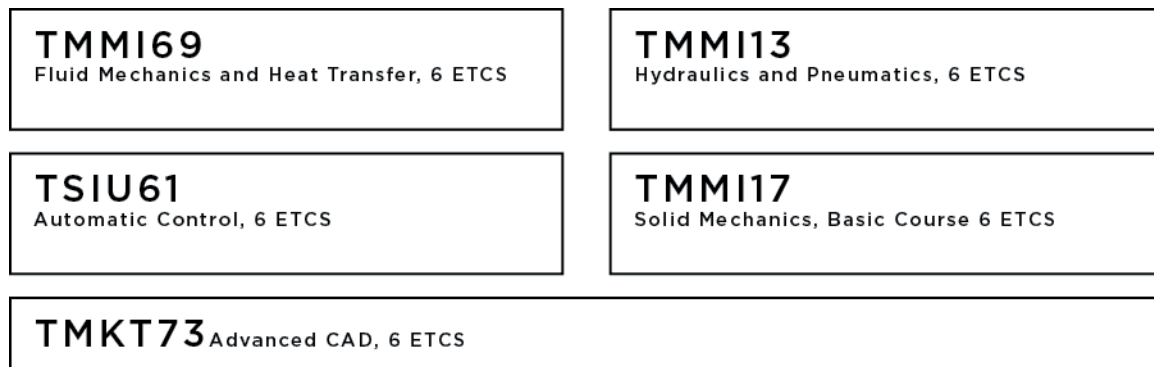 TMMI69
Fluid Mechanics and Heat Transfer, 6 ETCS
TMMI13
Hydraulics and Pneumatics, 6 ETCS
TSIU61
Automatic Control, 6 ETCS
TMMI17
Solid Mechanics, Basic Course 6 ETCS
TMKT73 Advanced CAD, 6 ETCS